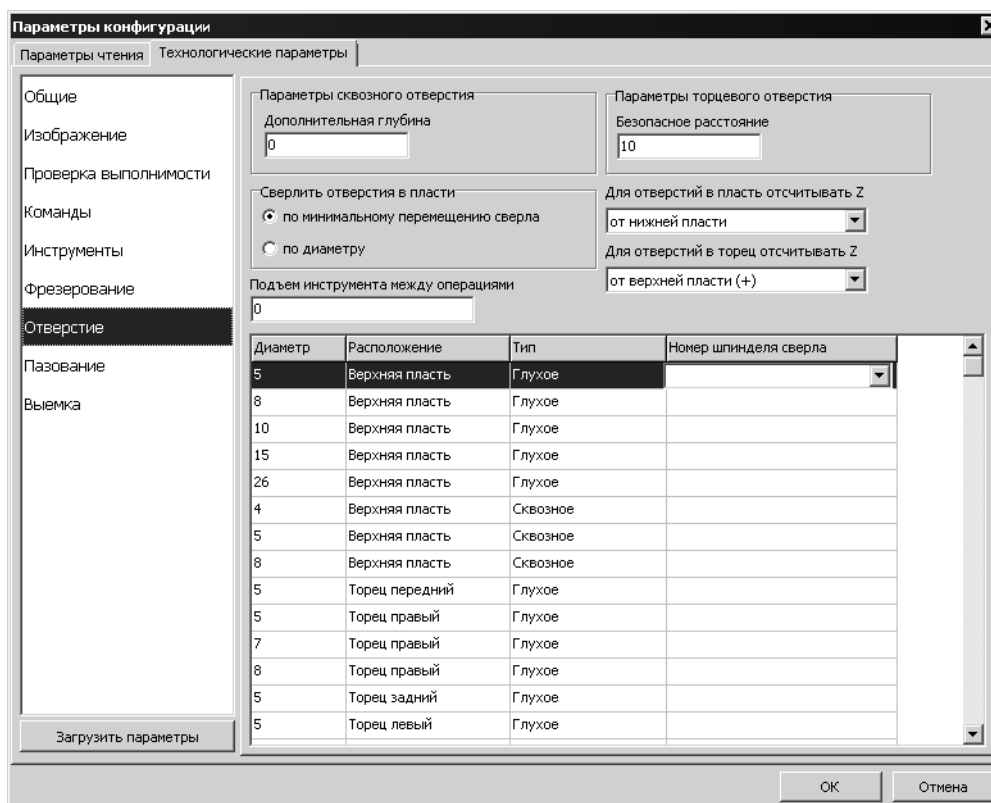 Параметры конфигурации
Параметры чтения Технологические параметры
Общие
Изображение
Проверка выполнимости
Команды
Инструменты
Фрезерование
Отверстие
Пазование
Выемка
Загрузить параметры
Параметры сквозного отверстия
Дополнительная глубина
0
Параметры торцевого отверстия
Безопасное расстояние
10
Сверлить отверстия в пласти
по минимальному перемещению сверла
по диаметру
Для отверстий в пласть отсчитывать Z
от нижней пласти
Для отверстий в торец отсчитывать Z
от верхней пласти (+)
Подъем инструмента между операциями
0
Диаметр Расположение Тип Номер шпинделя сверла
5 Верхняя пласть Глухое
8 Верхняя пласть Глухое
10 Верхняя пласть Глухое
15 Верхняя пласть Глухое
26 Верхняя пласть Глухое
4 Верхняя пласть Сквозное
5 Верхняя пласть Сквозное
8 Верхняя пласть Сквозное
5 Торец передний Глухое
5 Торец правый Глухое
7 Торец правый Глухое
8 Торец правый Глухое
5 Торец задний Глухое
5 Торец левый Глухое
ОК Отмена